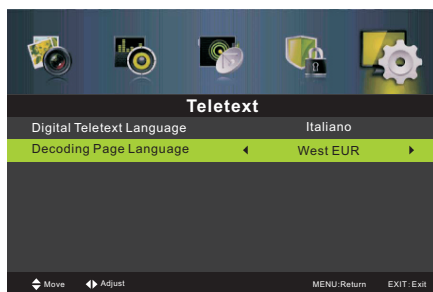 Teletext
Digital Teletext Language Italiano
Decoding Page Language West EUR
Move Adjust MENU:Return EXIT:Exit